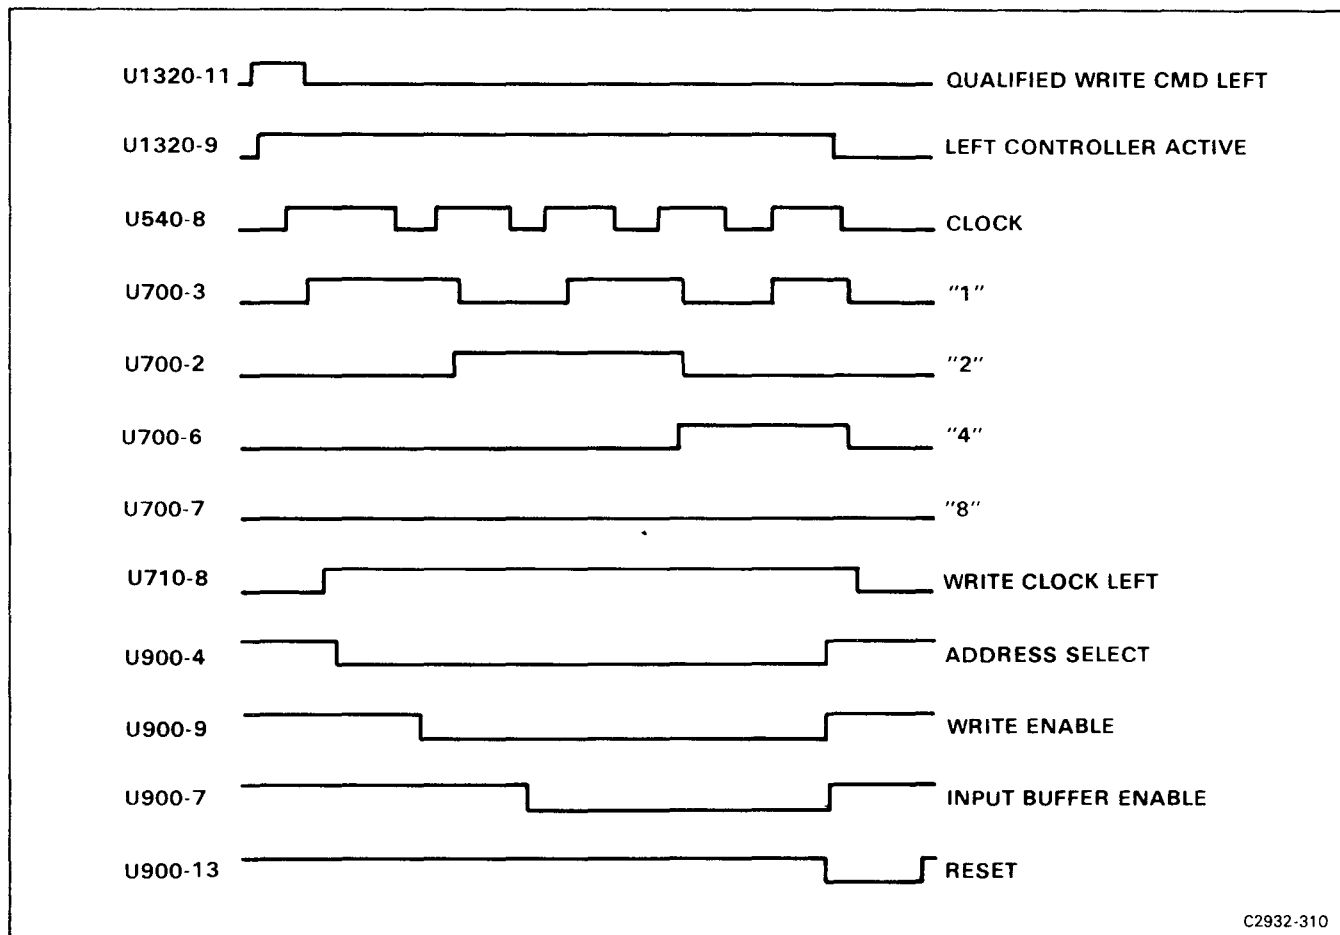 U1320-11 QUALIFIED WRITE CMD LEFT
U1320-9 LEFT CONTROLLER ACTIVE
U540-8 CLOCK
U700-3 "1"
U700-2 "2"
U700-6 "4"
U700-7 "8"
U710-8 WRITE CLOCK LEFT
U900-4 ADDRESS SELECT
U900-9 WRITE ENABLE
U900-7 INPUT BUFFER ENABLE
U900-13 RESET
C2932-310